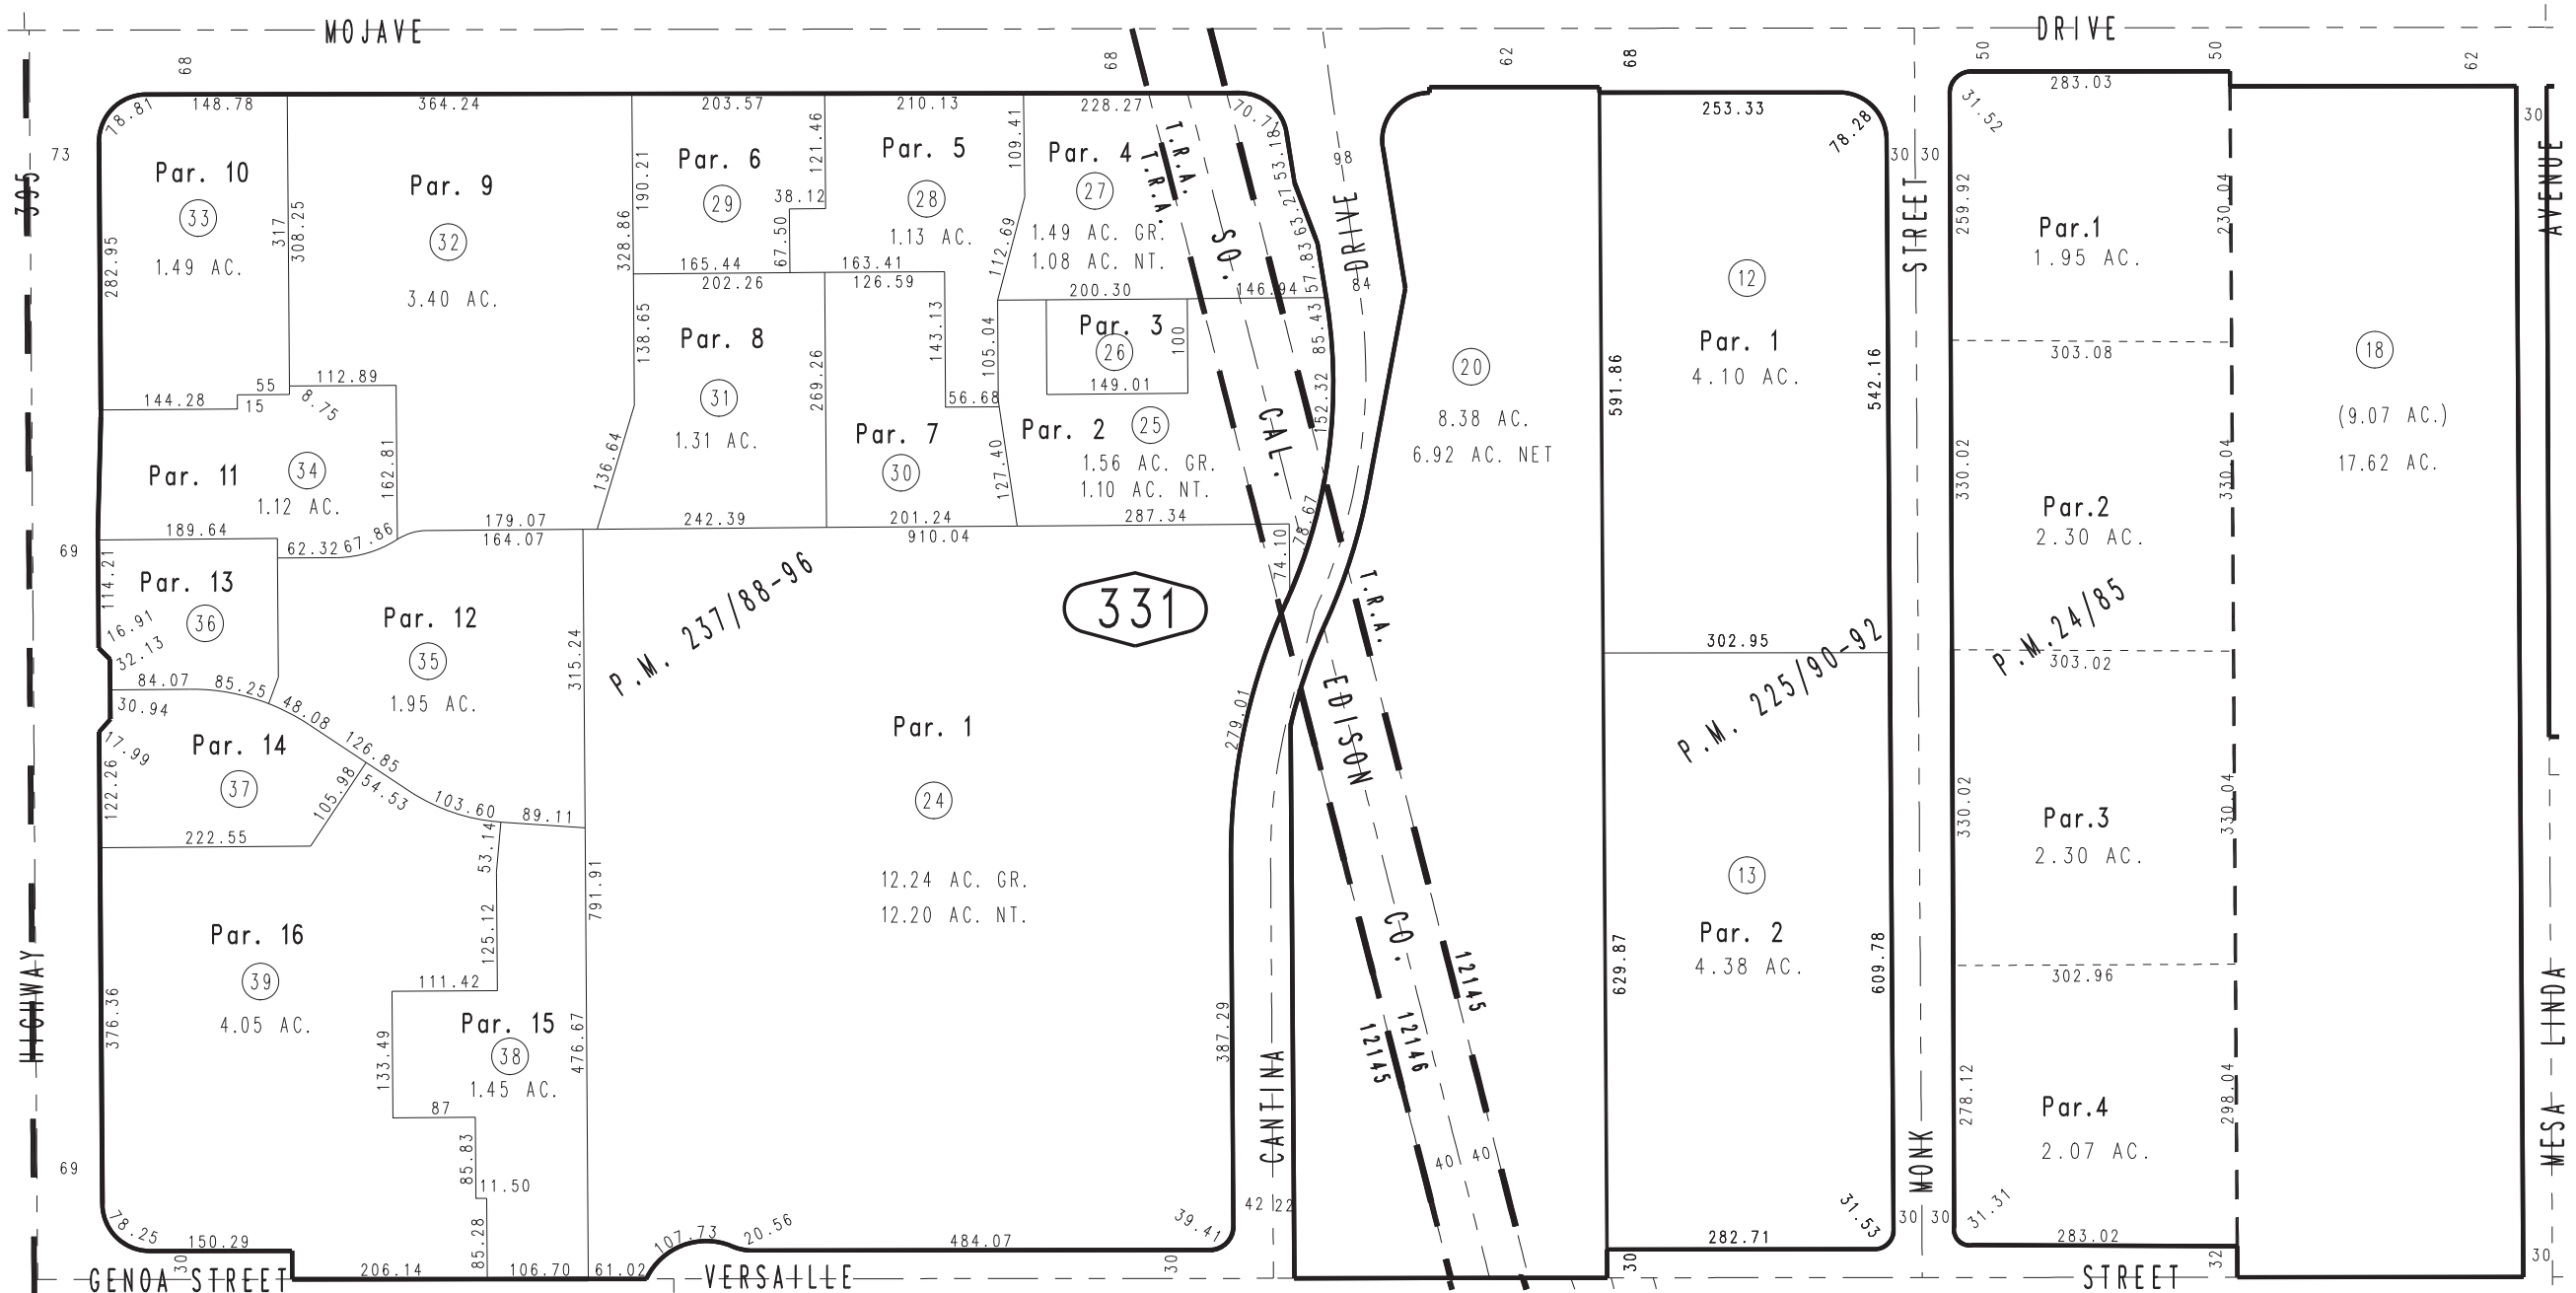 MOJAVE
DRIVE
68
68
62
68
50
50
62
78.81
148.78
364.24
203.57
210.13
228.27
70.71
253.33
78.28
31.52
283.03
30
73
395
Par. 10
33
1.49 AC.
282.95
317
308.25
Par. 9
32
3.40 AC.
190.21
328.86
Par. 6
29
121.46
38.12
67.50
165.44
202.26
Par. 5
28
1.13 AC.
109.41
112.69
163.41
126.59
Par. 4
27
1.49 AC. GR.
1.08 AC. NT.
200.30
146.94
T.R.A.
T.R.A.
SO.
53.18
63.27
57.83
98
DRIVE
84
144.28
55
15
112.89
8.75
138.65
136.64
Par. 8
31
1.31 AC.
269.26
143.13
105.04
56.68
Par. 3
26
100
149.01
85.43
152.32
CAL.
Par. 11
34
1.12 AC.
162.81
Par. 7
30
127.40
Par. 2
25
1.56 AC. GR.
1.10 AC. NT.
189.64
62.32
67.86
179.07
164.07
242.39
201.24
910.04
287.34
74.10
78.67
20
8.38 AC.
6.92 AC. NET
591.86
12
Par. 1
4.10 AC.
542.16
302.95
30
30
STREET
259.92
230.04
Par.1
1.95 AC.
303.08
330.02
330.04
Par.2
2.30 AC.
P.M. 24/85
303.02
18
(9.07 AC.)
17.62 AC.
AVENUE
69
114.21
16.91
32.13
Par. 13
36
84.07
85.25
30.94
17.99
48.08
126.85
Par. 12
35
1.95 AC.
315.24
P.M. 237/88-96
331
T.R.A.
EDISON
279.01
P.M. 225/90-92
Par. 14
37
122.26
222.55
105.98
54.53
103.60
89.11
53.14
Par. 1
24
12.24 AC. GR.
12.20 AC. NT.
791.91
330.02
330.04
Par.3
2.30 AC.
302.96
13
Par. 2
4.38 AC.
629.87
609.78
HIGHWAY
Par. 16
39
4.05 AC.
376.36
125.12
111.42
133.49
Par. 15
38
1.45 AC.
476.67
387.29
CO.
12145
12146
12145
87
85.83
11.50
85.28
69
CANTINA
40
40
42
22
MONK
30
30
278.12
298.04
Par.4
2.07 AC.
MESA LINDA
78.25
150.29
30
206.14
106.70
61.02
107.73
20.56
484.07
39.41
30
282.71
31.53
30
31.31
283.02
32
30
GENOA STREET
VERSAILLE
STREET